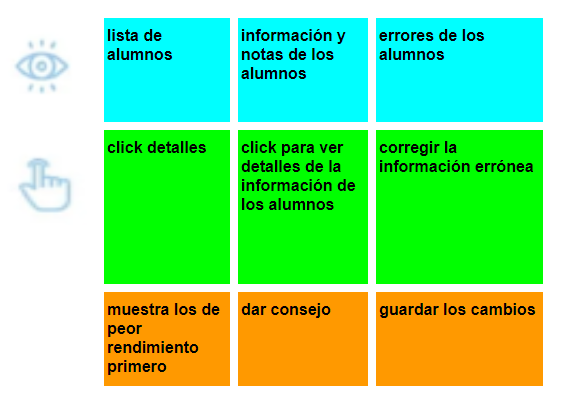 lista de
alumnos
información y
notas de los
alumnos
errores de los
alumnos
click detalles
click para ver
detalles de la
información de
los alumnos
corregir la
información errónea
muestra los de
peor
rendimiento
primero
dar consejo
guardar los cambios